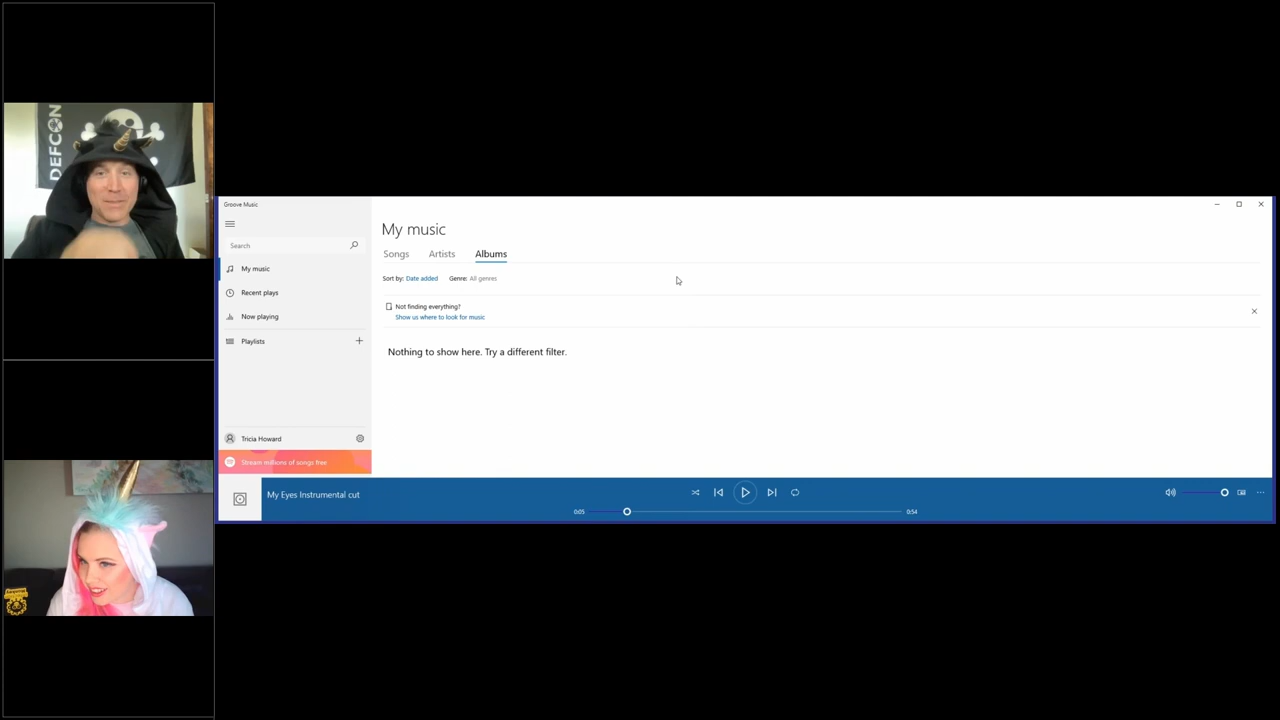 DEFCON
Groove Music
Search
My music
Recent plays
Now playing
Playlists
Tricia Howard
Stream millions of songs free
My music
Songs Artists Albums
Sort by: Date added Genre: All genres
Not finding everything?
Show us where to look for music
Nothing to show here. Try a different filter.
My Eyes Instrumental cut
0:05
0:54